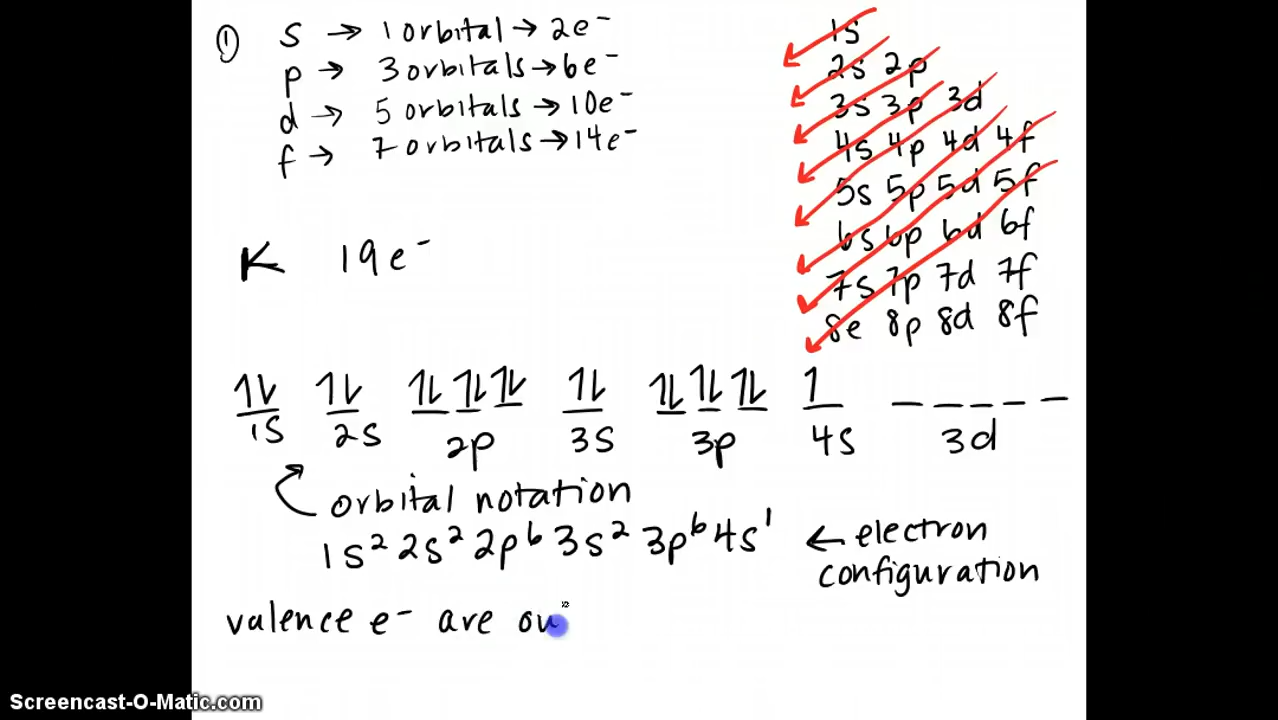 ① s → 1 orbital → 2e⁻
p → 3 orbitals → 6e⁻
d → 5 orbitals → 10e⁻
f → 7 orbitals → 14e⁻
1s
2s 2p
3s 3p 3d
4s 4p 4d 4f
5s 5p 5d 5f
6s 6p 6d 6f
7s 7p 7d 7f
8e 8p 8d 8f
K 19e⁻
1s 2s 2p 3s 3p 4s 3d
orbital notation
1s² 2s² 2p⁶ 3s² 3p⁶ 4s¹ ← electron
configuration
valence e⁻ are ou
Screencast-O-Matic.com